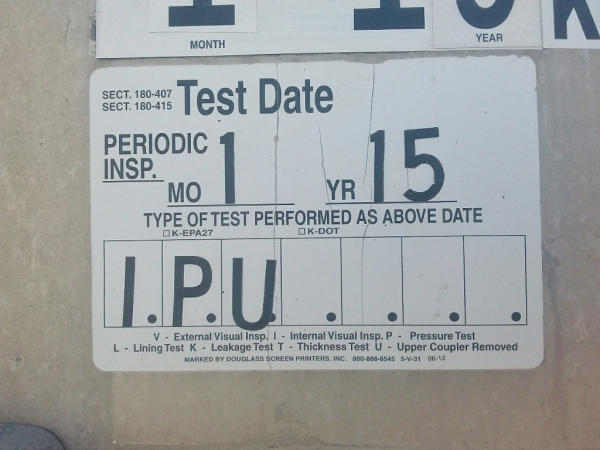 MONTH YEAR
SECT. 180-407
SECT. 180-415 Test Date
PERIODIC
INSP. MO 1 YR 15
TYPE OF TEST PERFORMED AS ABOVE DATE
□ K-EPA27 □ K-DOT
I.P.U. . . . .
V - External Visual Insp. I - Internal Visual Insp. P - Pressure Test
L - Lining Test K - Leakage Test T - Thickness Test U - Upper Coupler Removed
MARKED BY DOUGLASS SCREEN PRINTERS, INC. 800-888-8545 5-V-31 06-12